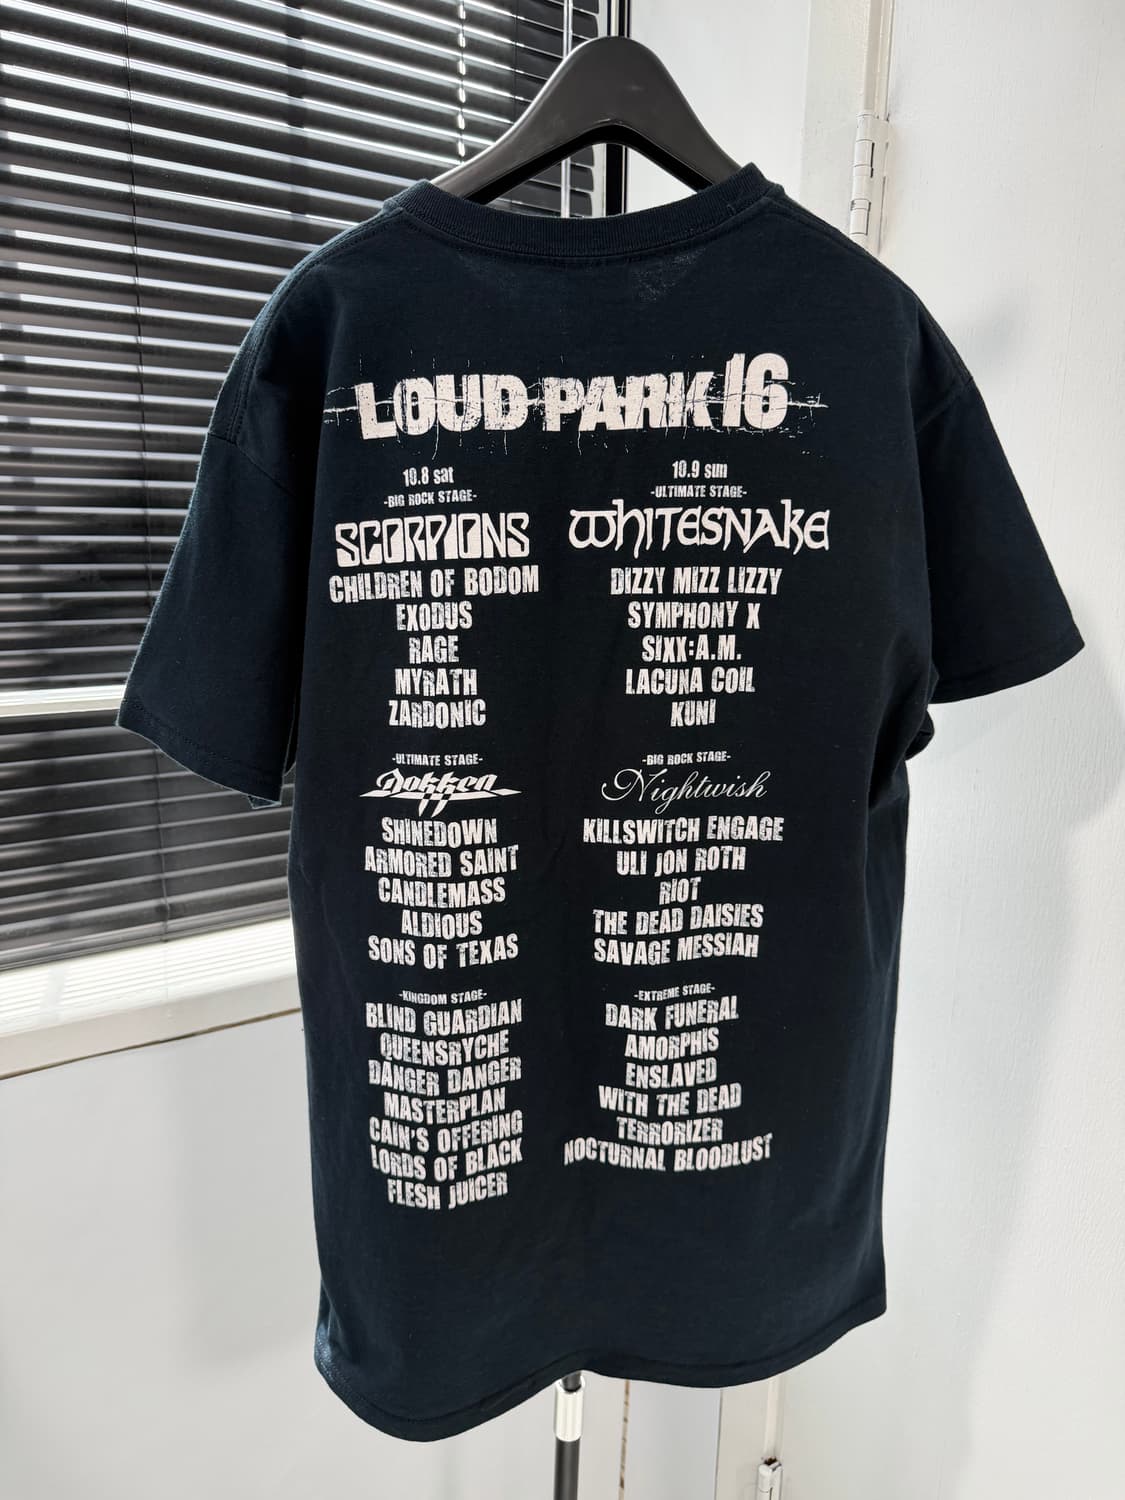 LOUD PARK 16
10.8 sat
-BIG ROCK STAGE-
SCORPIONS
CHILDREN OF BODOM
EXODUS
RAGE
MYRATH
ZARDONIC
-ULTIMATE STAGE-
Dokken
SHINEDOWN
ARMORED SAINT
CANDLEMASS
ALDIOUS
SONS OF TEXAS
-KINGDOM STAGE-
BLIND GUARDIAN
QUEENSRYCHE
DANGER DANGER
MASTERPLAN
CAIN'S OFFERING
LORDS OF BLACK
FLESH JUICER
10.9 sun
-ULTIMATE STAGE-
WHITESNAKE
DIZZY MIZZ LIZZY
SYMPHONY X
SIXX:A.M.
LACUNA COIL
KUNI
-BIG ROCK STAGE-
Nightwish
KILLSWITCH ENGAGE
ULI JON ROTH
RIOT
THE DEAD DAISIES
SAVAGE MESSIAH
-EXTREME STAGE-
DARK FUNERAL
AMORPHIS
ENSLAVED
WITH THE DEAD
TERRORIZER
NOCTURNAL BLOODLUST